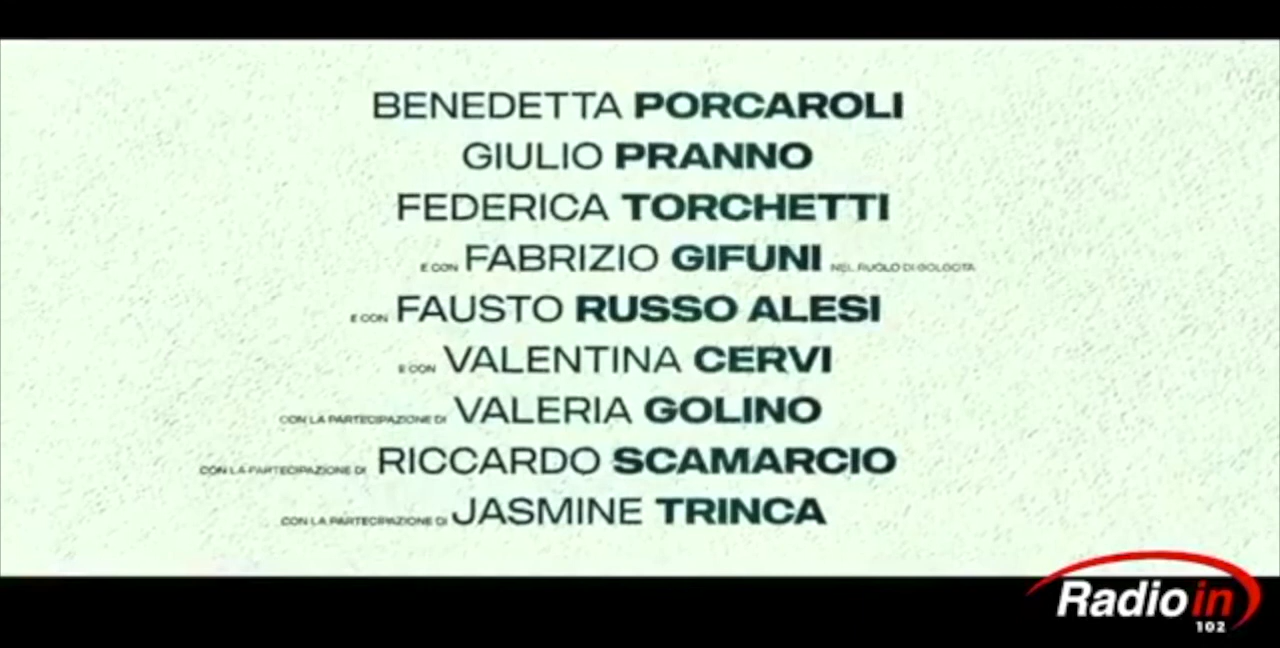 BENEDETTA PORCAROLI
GIULIO PRANNO
FEDERICA TORCHETTI
E CON FABRIZIO GIFUNI NEL RUOLO DI GOLGOTA
E CON FAUSTO RUSSO ALESI
E CON VALENTINA CERVI
CON LA PARTECIPAZIONE DI VALERIA GOLINO
CON LA PARTECIPAZIONE DI RICCARDO SCAMARCIO
CON LA PARTECIPAZIONE DI JASMINE TRINCA
Radio in
102